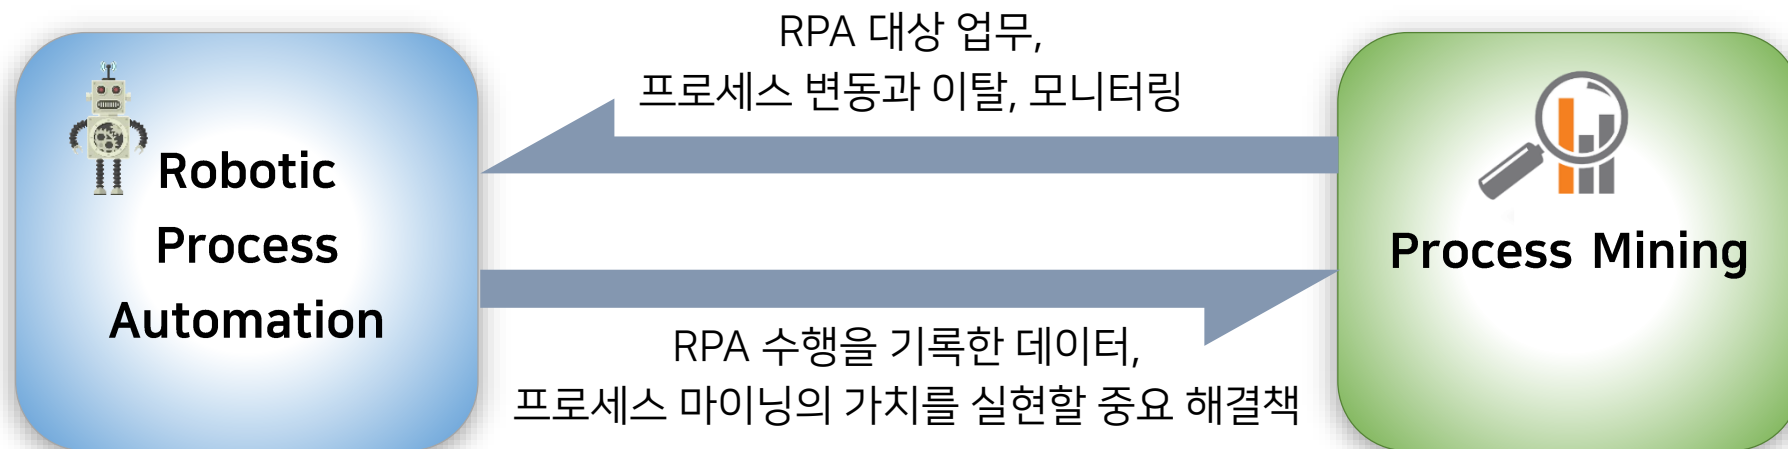 RPA 대상 업무,
프로세스 변동과 이탈, 모니터링
Robotic
Process
Automation
Process Mining
RPA 수행을 기록한 데이터,
프로세스 마이닝의 가치를 실현할 중요 해결책